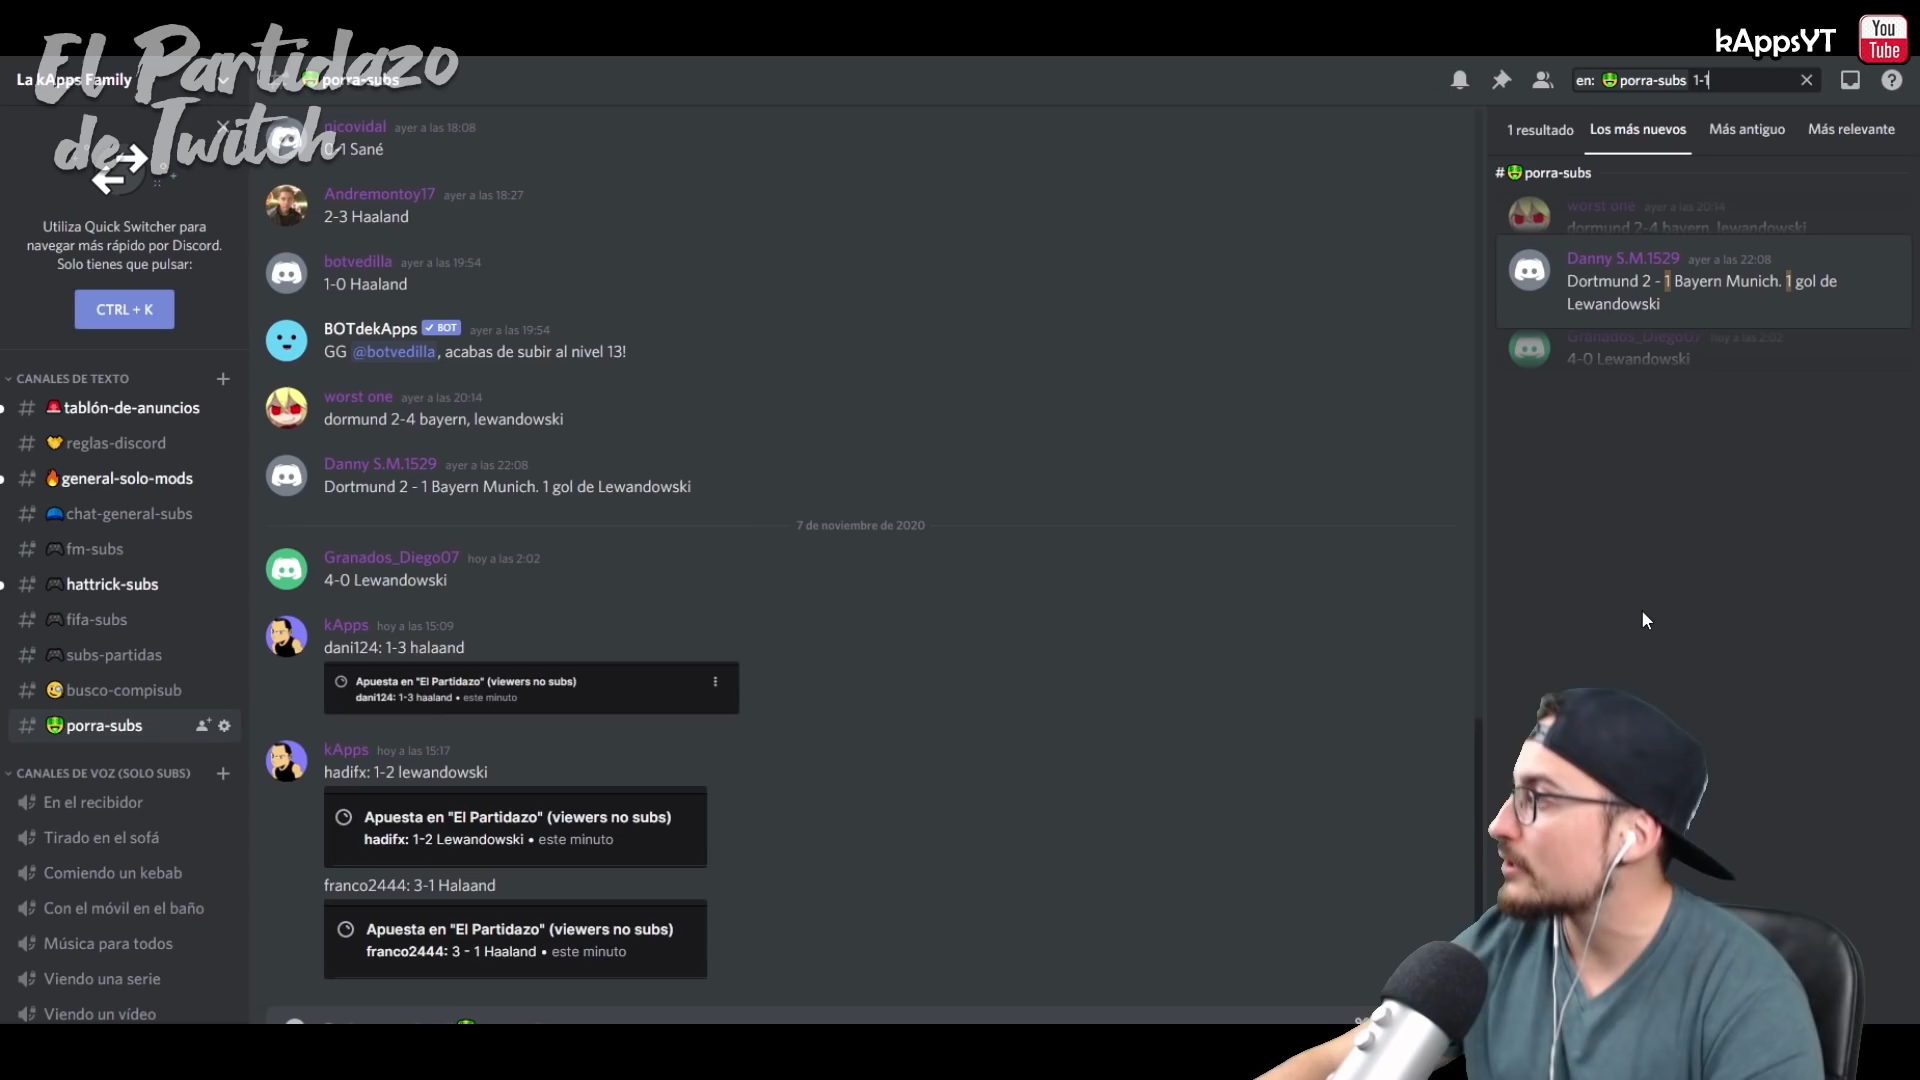 El Partidazo
de Twitch
kAppsYT
You
Tube
La kApps Family
porra-subs
en: porra-subs 1-1
Utiliza Quick Switcher para
navegar más rápido por Discord.
Solo tienes que pulsar:
CTRL + K
CANALES DE TEXTO
tablón-de-anuncios
reglas-discord
general-solo-mods
chat-general-subs
fm-subs
hattrick-subs
fifa-subs
subs-partidas
busco-compisub
porra-subs
CANALES DE VOZ (SOLO SUBS)
En el recibidor
Tirado en el sofá
Comiendo un kebab
Con el móvil en el baño
Música para todos
Viendo una serie
Viendo un vídeo
nicovidal ayer a las 18:08
0-1 Sané
Andremontoy17 ayer a las 18:27
2-3 Haaland
botvedilla ayer a las 19:54
1-0 Haaland
BOTdekApps ✓ BOT ayer a las 19:54
GG @botvedilla, acabas de subir al nivel 13!
worst one ayer a las 20:14
dormund 2-4 bayern, lewandowski
Danny S.M.1529 ayer a las 22:08
Dortmund 2 - 1 Bayern Munich. 1 gol de Lewandowski
7 de noviembre de 2020
Granados_Diego07 hoy a las 2:02
4-0 Lewandowski
kApps hoy a las 15:09
dani124: 1-3 halaand
Apuesta en "El Partidazo" (viewers no subs)
dani124: 1-3 haaland • este minuto
kApps hoy a las 15:17
hadifx: 1-2 lewandowski
Apuesta en "El Partidazo" (viewers no subs)
hadifx: 1-2 Lewandowski • este minuto
franco2444: 3-1 Halaand
Apuesta en "El Partidazo" (viewers no subs)
franco2444: 3 - 1 Haaland • este minuto
1 resultado Los más nuevos Más antiguo Más relevante
# porra-subs
worst one ayer a las 20:14
dormund 2-4 bayern, lewandowski
Danny S.M.1529 ayer a las 22:08
Dortmund 2 - 1 Bayern Munich. 1 gol de
Lewandowski
Granados_Diego07 hoy a las 2:02
4-0 Lewandowski